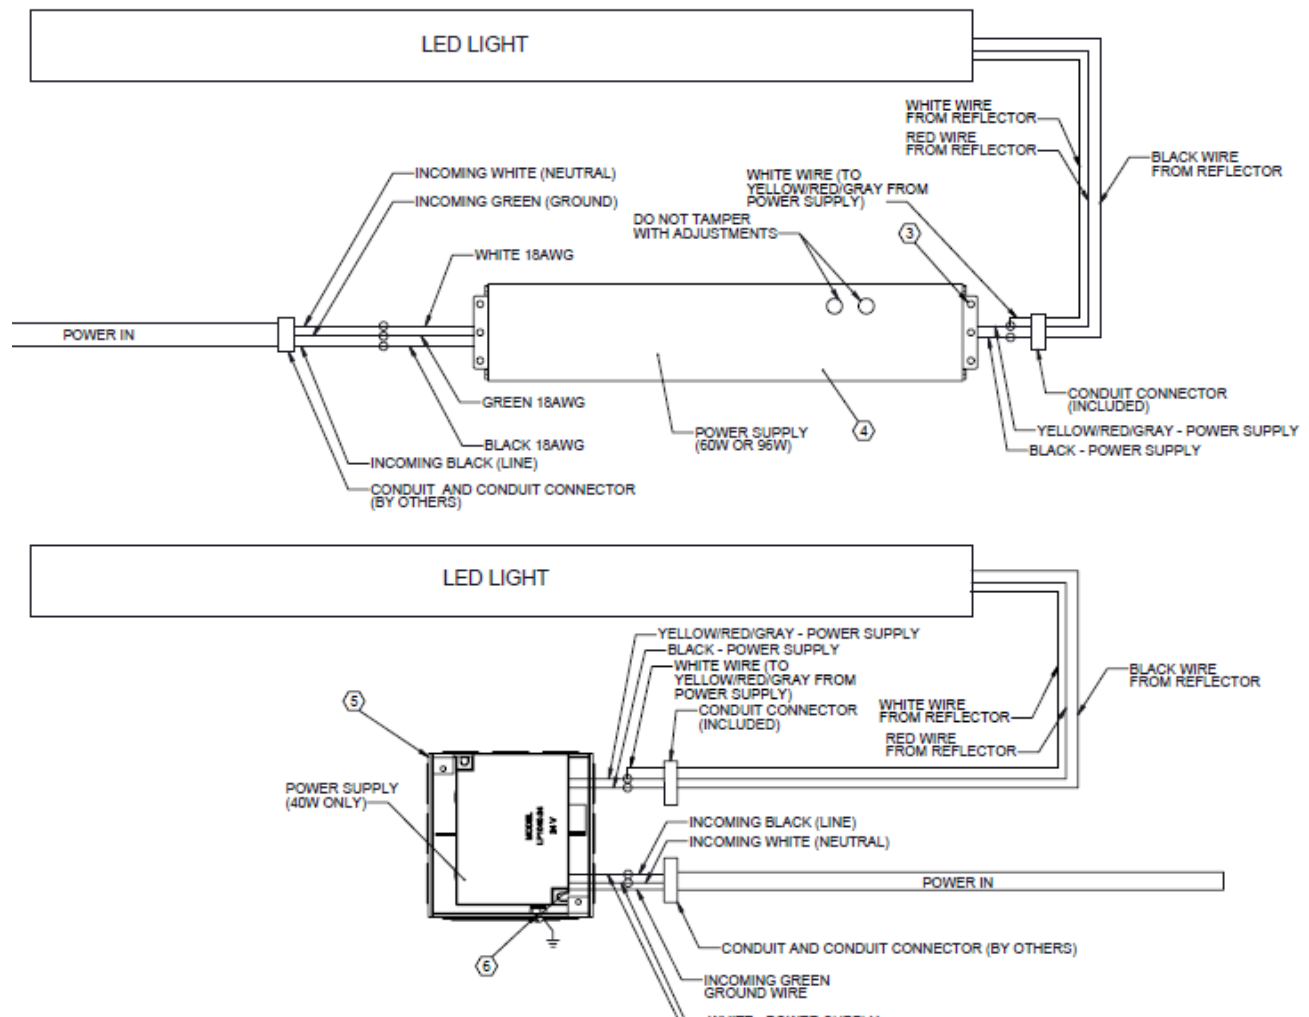 LED LIGHT
WHITE WIRE
FROM REFLECTOR
RED WIRE
FROM REFLECTOR
BLACK WIRE
FROM REFLECTOR
INCOMING WHITE (NEUTRAL)
WHITE WIRE (TO
YELLOW/RED/GRAY FROM
POWER SUPPLY)
INCOMING GREEN (GROUND)
DO NOT TAMPER
WITH ADJUSTMENTS
3
WHITE 18AWG
POWER IN
CONDUIT CONNECTOR
(INCLUDED)
GREEN 18AWG
POWER SUPPLY
(60W OR 96W)
4
YELLOW/RED/GRAY - POWER SUPPLY
BLACK 18AWG
BLACK - POWER SUPPLY
INCOMING BLACK (LINE)
CONDUIT AND CONDUIT CONNECTOR
(BY OTHERS)
LED LIGHT
YELLOW/RED/GRAY - POWER SUPPLY
BLACK - POWER SUPPLY
WHITE WIRE (TO
YELLOW/RED/GRAY FROM
POWER SUPPLY)
BLACK WIRE
FROM REFLECTOR
5
CONDUIT CONNECTOR
(INCLUDED)
WHITE WIRE
FROM REFLECTOR
RED WIRE
FROM REFLECTOR
POWER SUPPLY
(40W ONLY)
MODEL
24 V
INCOMING BLACK (LINE)
INCOMING WHITE (NEUTRAL)
POWER IN
CONDUIT AND CONDUIT CONNECTOR (BY OTHERS)
6
INCOMING GREEN
GROUND WIRE
WHITE - POWER SUPPLY